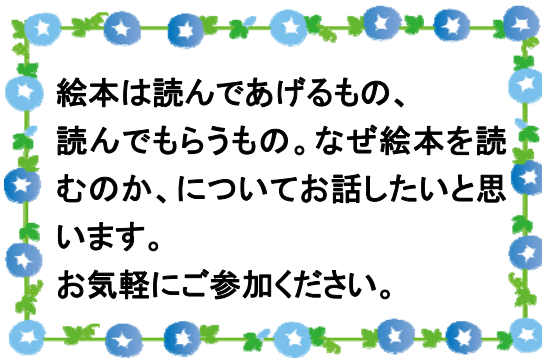 絵本は読んであげるもの、
読んでもらうもの。なぜ絵本を読
むのか、についてお話したいと思
います。
お気軽にご参加ください。